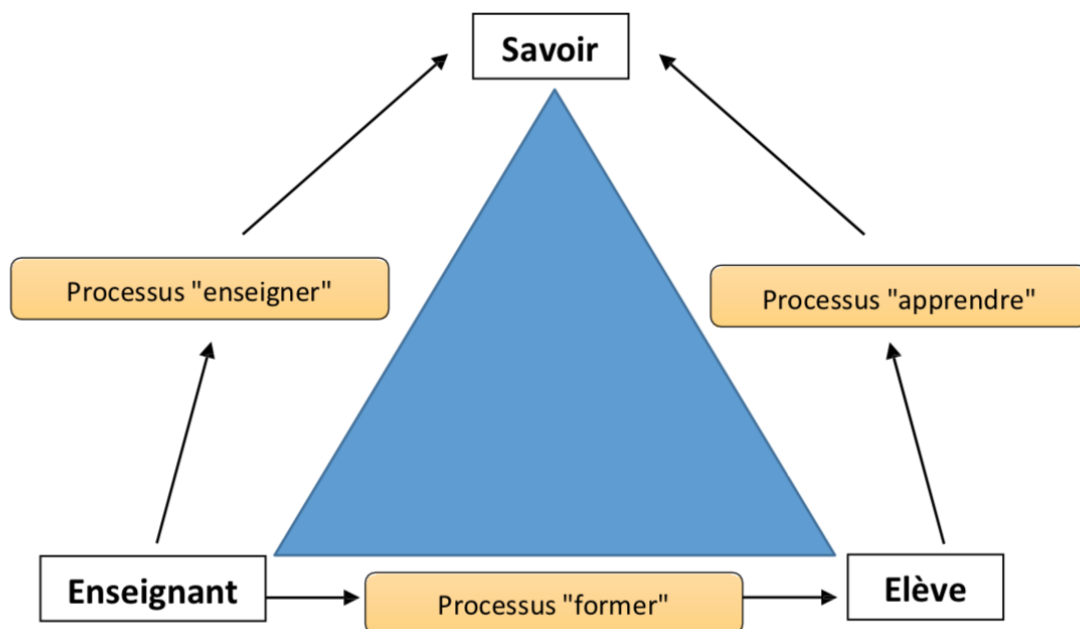 Savoir
Processus "enseigner"
Processus "apprendre"
Enseignant
Processus "former"
Elève